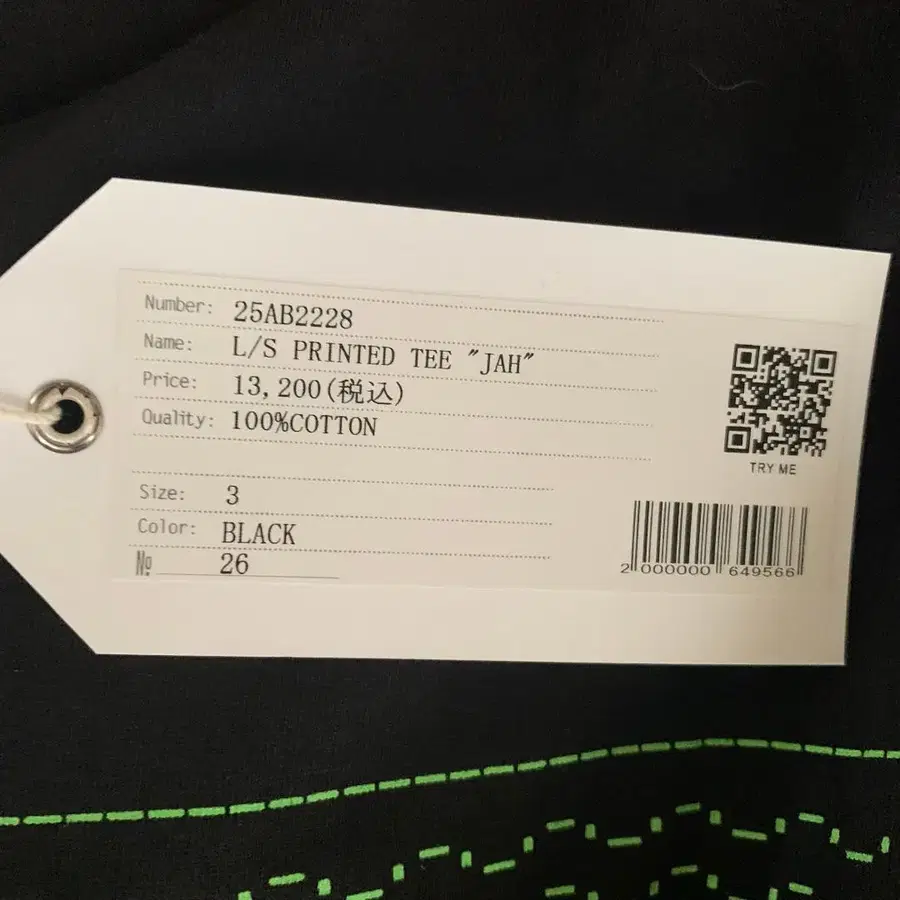 Number: 25AB2228
Name: L/S PRINTED TEE "JAH"
Price: 13,200(税込)
Quality: 100%COTTON
Size: 3
Color: BLACK
№ 26
TRY ME
2 000000 649566